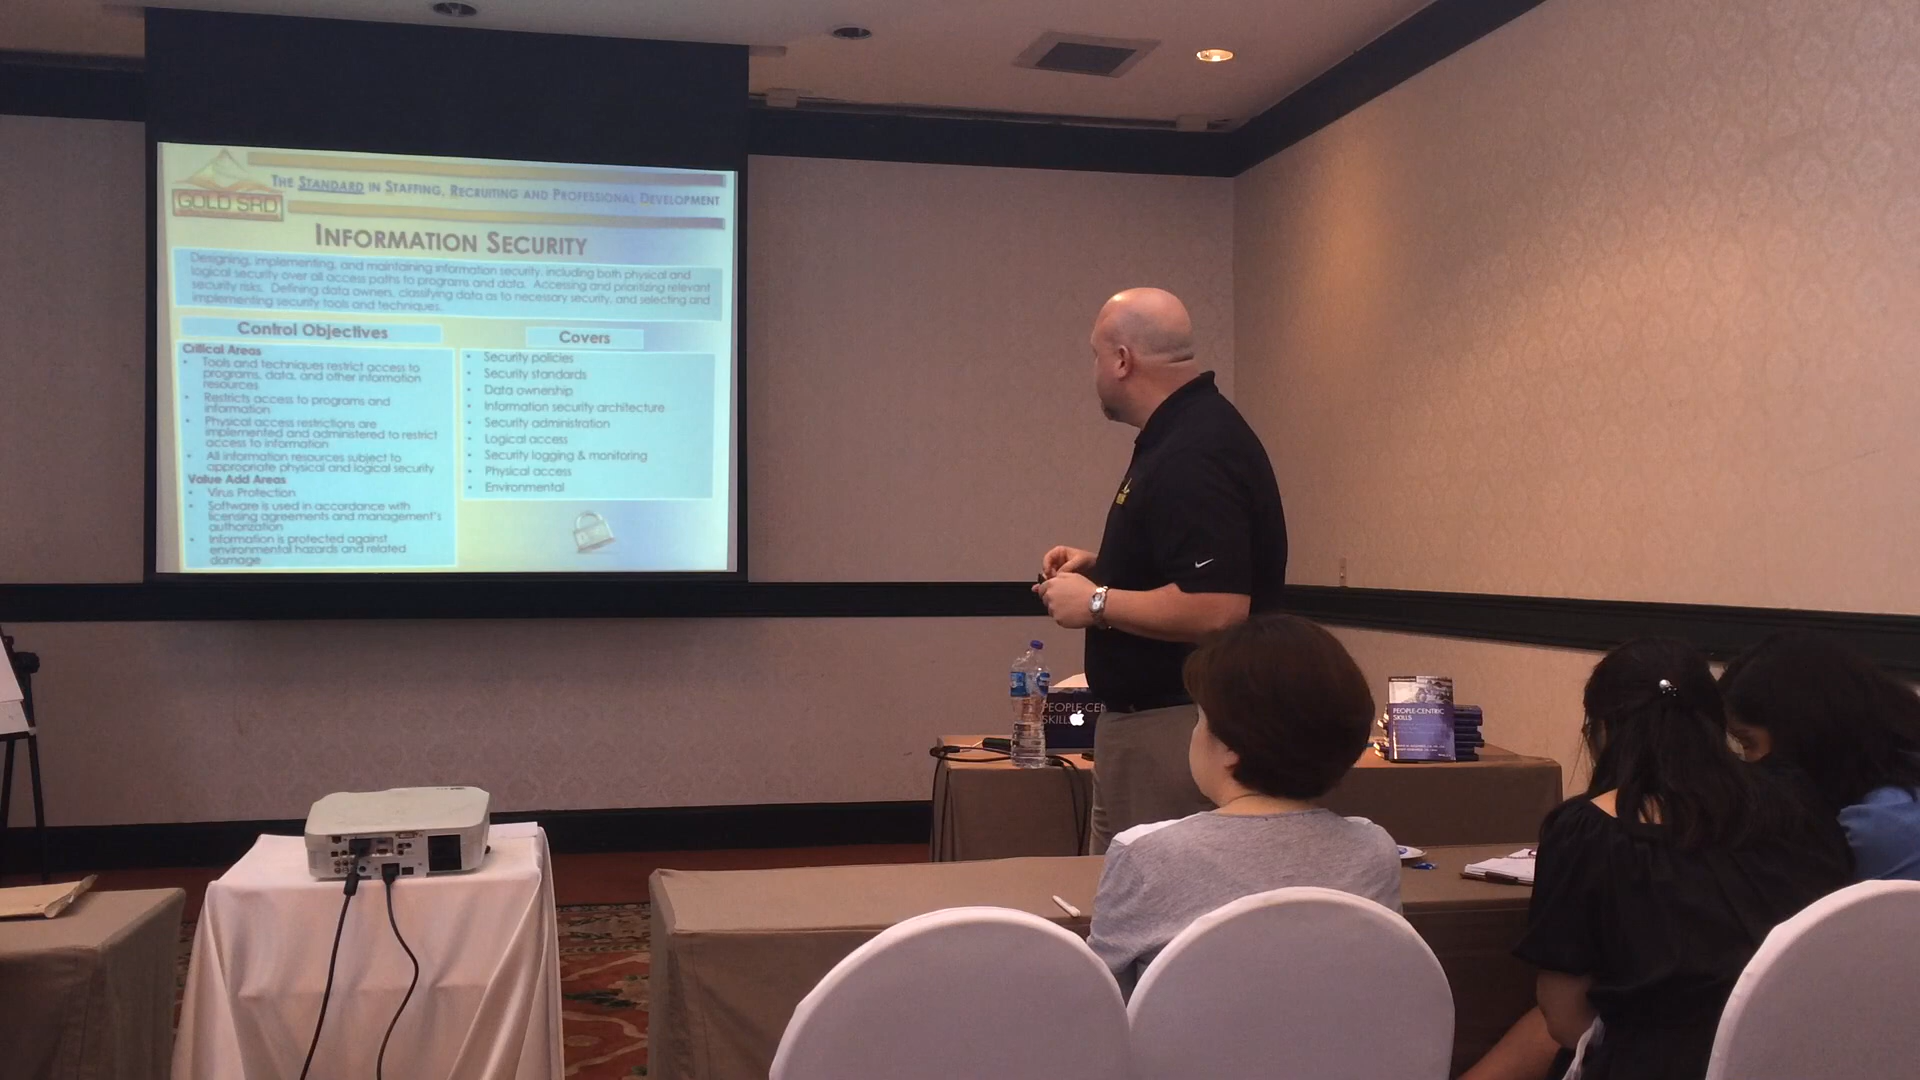 THE STANDARD IN STAFFING, RECRUITING AND PROFESSIONAL DEVELOPMENT
GOLD SRD
INFORMATION SECURITY
Designing, implementing, and maintaining information security, including both physical and
logical security over all access paths to programs and data. Accessing and prioritizing relevant
security risks. Defining data owners, classifying data as to necessary security, and selecting and
implementing security tools and techniques.
Control Objectives
Critical Areas
• Tools and techniques restrict access to
programs, data, and other information
resources
• Restricts access to programs and
information
• Physical access restrictions are
implemented and administered to restrict
access to information
• All information resources subject to
appropriate physical and logical security
Value Add Areas
• Virus Protection
• Software is used in accordance with
licensing agreements and management's
authorization
• Information is protected against
environmental hazards and related
damage
Covers
• Security policies
• Security standards
• Data ownership
• Information security architecture
• Security administration
• Logical access
• Security logging & monitoring
• Physical access
• Environmental
PEOPLE-CE
SKILLS
PEOPLE-CENTRIC
SKILLS